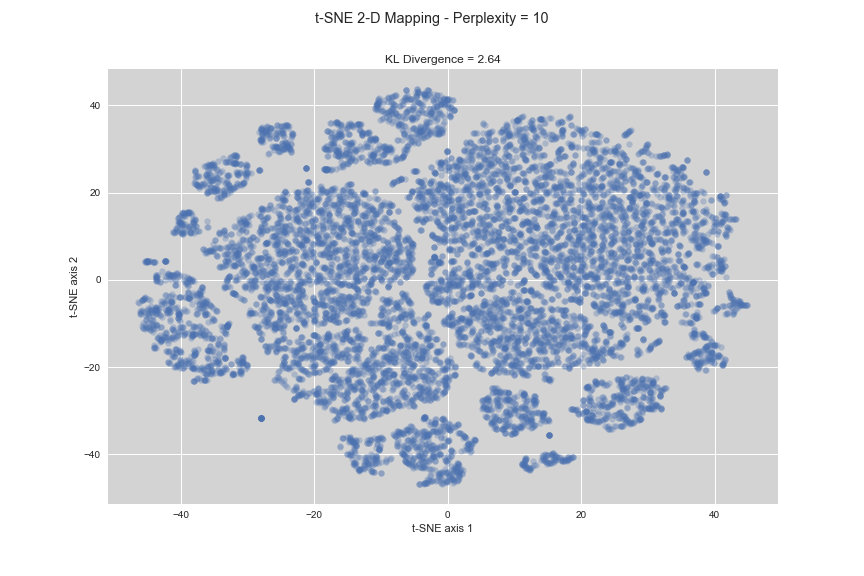 t-SNE 2-D Mapping - Perplexity = 10
KL Divergence = 2.64
40
20
0
−20
−40
t-SNE axis 2
−40
−20
0
20
40
t-SNE axis 1